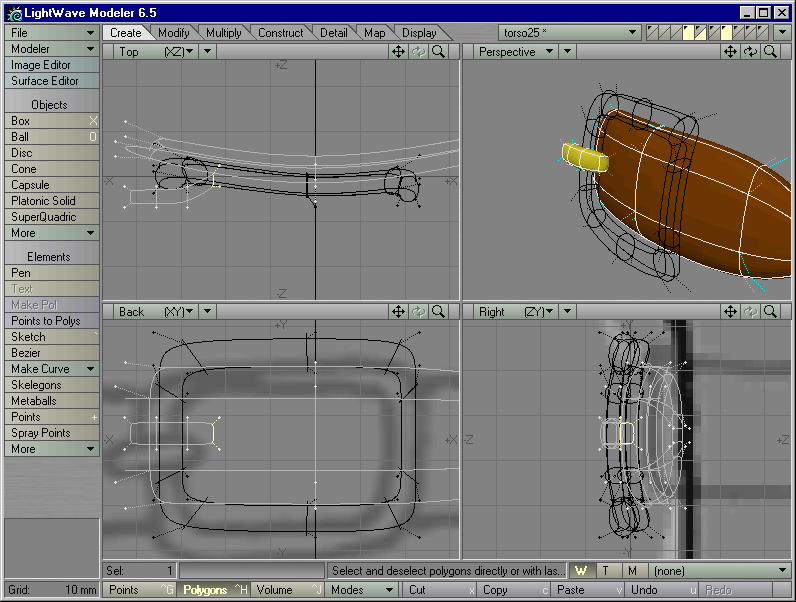 LightWave Modeler 6.5
File
Modeler
Image Editor
Surface Editor
Objects
Box X
Ball O
Disc
Cone
Capsule
Platonic Solid
SuperQuadric
More
Elements
Pen
Text
Make Pol
Points to Polys
Sketch `
Bezier
Make Curve
Skelegons
Metaballs
Points +
Spray Points
More
Grid: 10 mm
Create Modify Multiply Construct Detail Map Display torso25 *
Top (XZ)
+Z
-X +X
-Z
Perspective
Back (XY)
+Y
-X +X
-Y
Right (ZY)
+Y
-Z +Z
-Y
Sel: 1
Select and deselect polygons directly or with las...
W T M (none)
Points ^G Polygons ^H Volume ^J Modes Cut x Copy c Paste v Undo u Redo